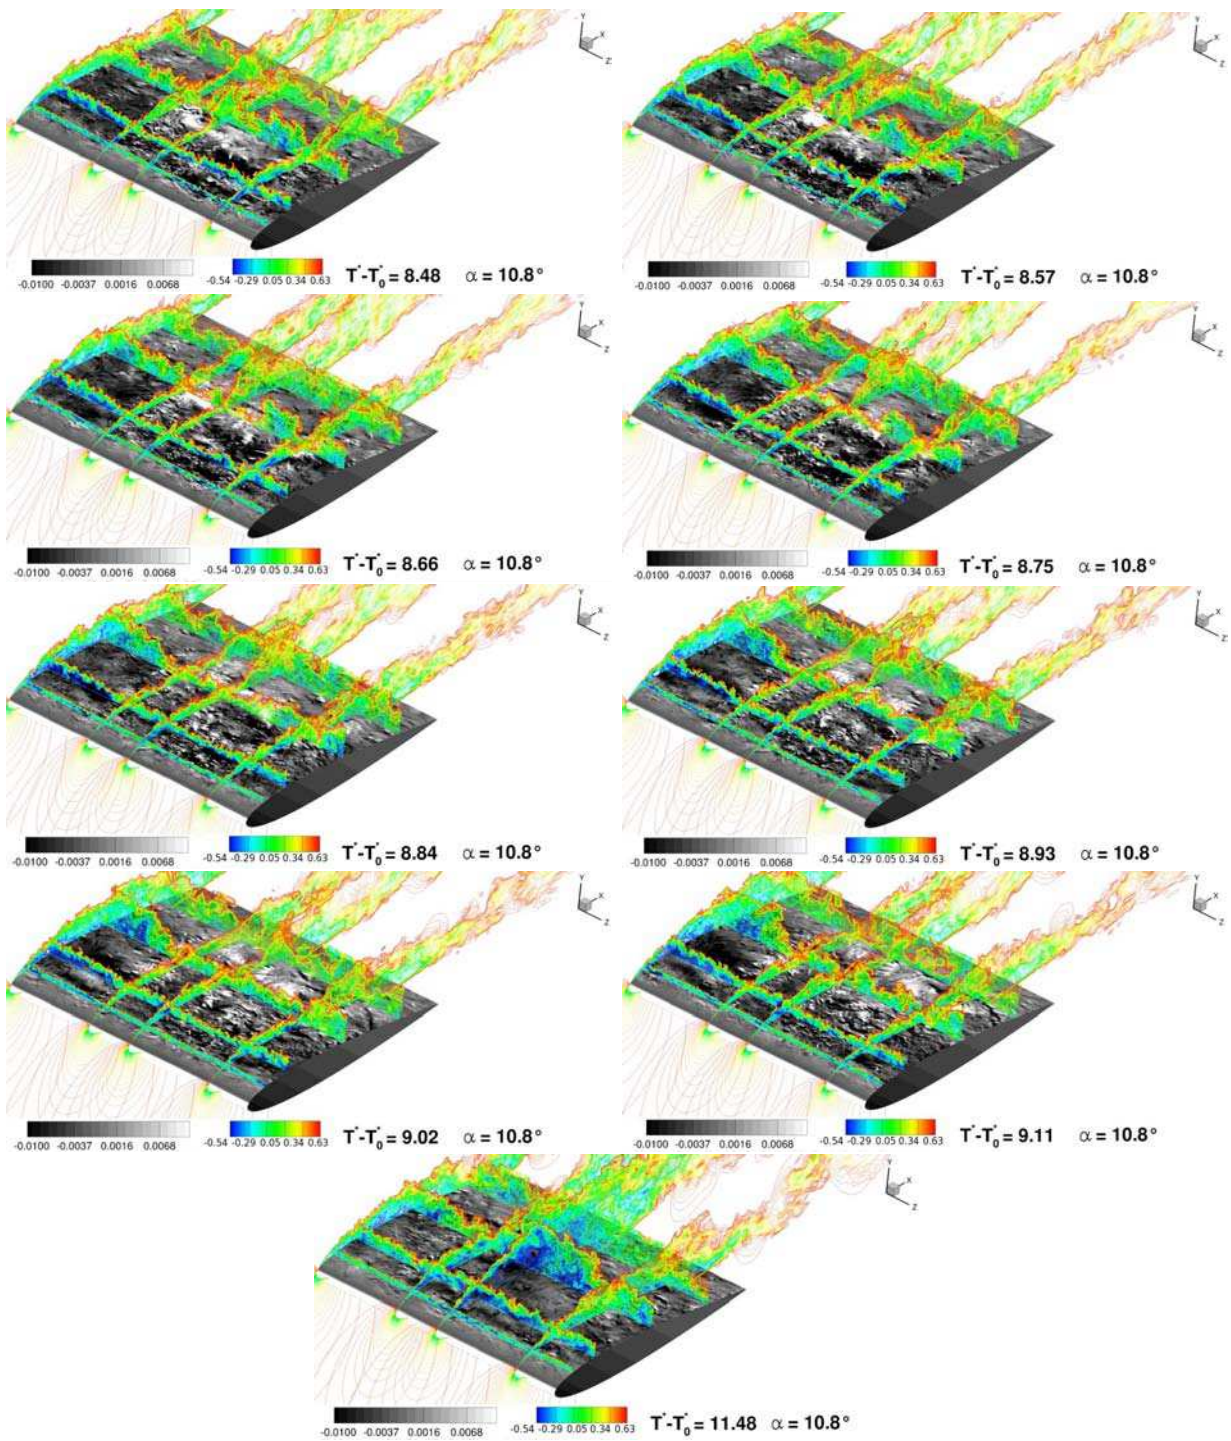 Y X Z
Y X Z
-0.0100 -0.0037 0.0016 0.0068 -0.54 -0.29 0.05 0.34 0.63 T*-T0* = 8.48 α = 10.8°
-0.0100 -0.0037 0.0016 0.0068 -0.54 -0.29 0.05 0.34 0.63 T*-T0* = 8.57 α = 10.8°
Y X Z
Y X Z
-0.0100 -0.0037 0.0016 0.0068 -0.54 -0.29 0.05 0.34 0.63 T*-T0* = 8.66 α = 10.8°
-0.0100 -0.0037 0.0016 0.0068 -0.54 -0.29 0.05 0.34 0.63 T*-T0* = 8.75 α = 10.8°
Y X Z
Y X Z
-0.0100 -0.0037 0.0016 0.0068 -0.54 -0.29 0.05 0.34 0.63 T*-T0* = 8.84 α = 10.8°
-0.0100 -0.0037 0.0016 0.0068 -0.54 -0.29 0.05 0.34 0.63 T*-T0* = 8.93 α = 10.8°
Y X Z
Y X Z
-0.0100 -0.0037 0.0016 0.0068 -0.54 -0.29 0.05 0.34 0.63 T*-T0* = 9.02 α = 10.8°
-0.0100 -0.0037 0.0016 0.0068 -0.54 -0.29 0.05 0.34 0.63 T*-T0* = 9.11 α = 10.8°
Y X Z
-0.0100 -0.0037 0.0016 0.0068 -0.54 -0.29 0.05 0.34 0.63 T*-T0* = 11.48 α = 10.8°